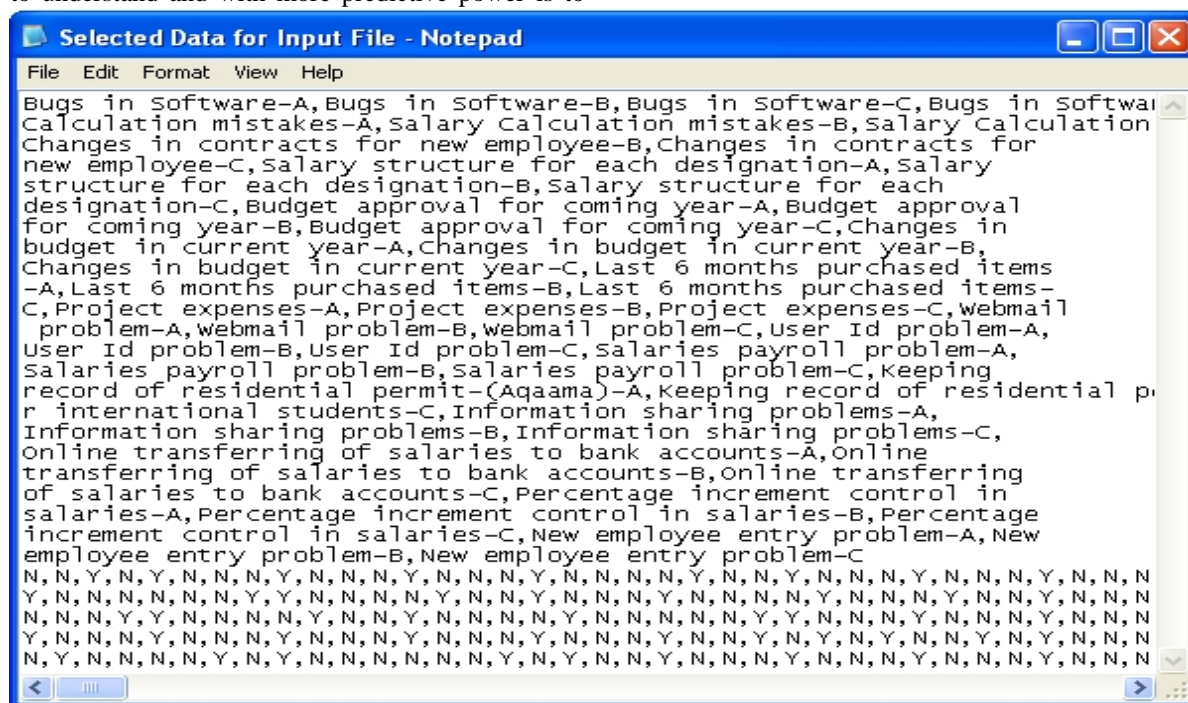 to understand and with more predictive power is to
Selected Data for Input File - Notepad
File Edit Format View Help
Bugs in Software-A,Bugs in Software-B,Bugs in Software-C,Bugs in Softwa
Calculation mistakes-A,Salary Calculation mistakes-B,Salary Calculation
Changes in contracts for new employee-B,Changes in contracts for
new employee-C,Salary structure for each designation-A,Salary
structure for each designation-B,Salary structure for each
designation-C,Budget approval for coming year-A,Budget approval
for coming year-B,Budget approval for coming year-C,Changes in
budget in current year-A,Changes in budget in current year-B,
Changes in budget in current year-C,Last 6 months purchased items
-A,Last 6 months purchased items-B,Last 6 months purchased items-
C,Project expenses-A,Project expenses-B,Project expenses-C,Webmail
problem-A,Webmail problem-B,Webmail problem-C,User Id problem-A,
User Id problem-B,User Id problem-C,Salaries payroll problem-A,
Salaries payroll problem-B,Salaries payroll problem-C,Keeping
record of residential permit-(Aqaama)-A,Keeping record of residential p
r international students-C,Information sharing problems-A,
Information sharing problems-B,Information sharing problems-C,
Online transferring of salaries to bank accounts-A,Online
transferring of salaries to bank accounts-B,Online transferring
of salaries to bank accounts-C,Percentage increment control in
salaries-A,Percentage increment control in salaries-B,Percentage
increment control in salaries-C,New employee entry problem-A,New
employee entry problem-B,New employee entry problem-C
N,N,Y,N,Y,N,N,N,Y,N,N,N,Y,N,N,N,Y,N,N,N,N,Y,N,N,Y,N,N,N,Y,N,N,N,Y,N,N,N
Y,N,N,N,N,N,N,Y,Y,N,N,N,N,Y,N,N,N,N,Y,N,Y,N,N,N,N,Y,N,N,N,Y,N,N,Y,N,N,N
N,N,N,Y,Y,N,N,N,N,Y,N,N,Y,N,N,N,Y,N,N,N,Y,N,N,Y,N,N,N,N,Y,N,Y,N,N,N,N,N
Y,N,N,N,Y,N,N,N,N,N,N,Y,N,Y,N,N,Y,N,N,N,Y,N,N,Y,N,Y,N,Y,N,N,Y,N,Y,N,N,N
N,Y,N,N,N,N,Y,N,Y,N,N,N,N,N,N,Y,N,Y,N,N,Y,N,N,N,Y,N,N,Y,N,N,N,N,Y,N,N,N